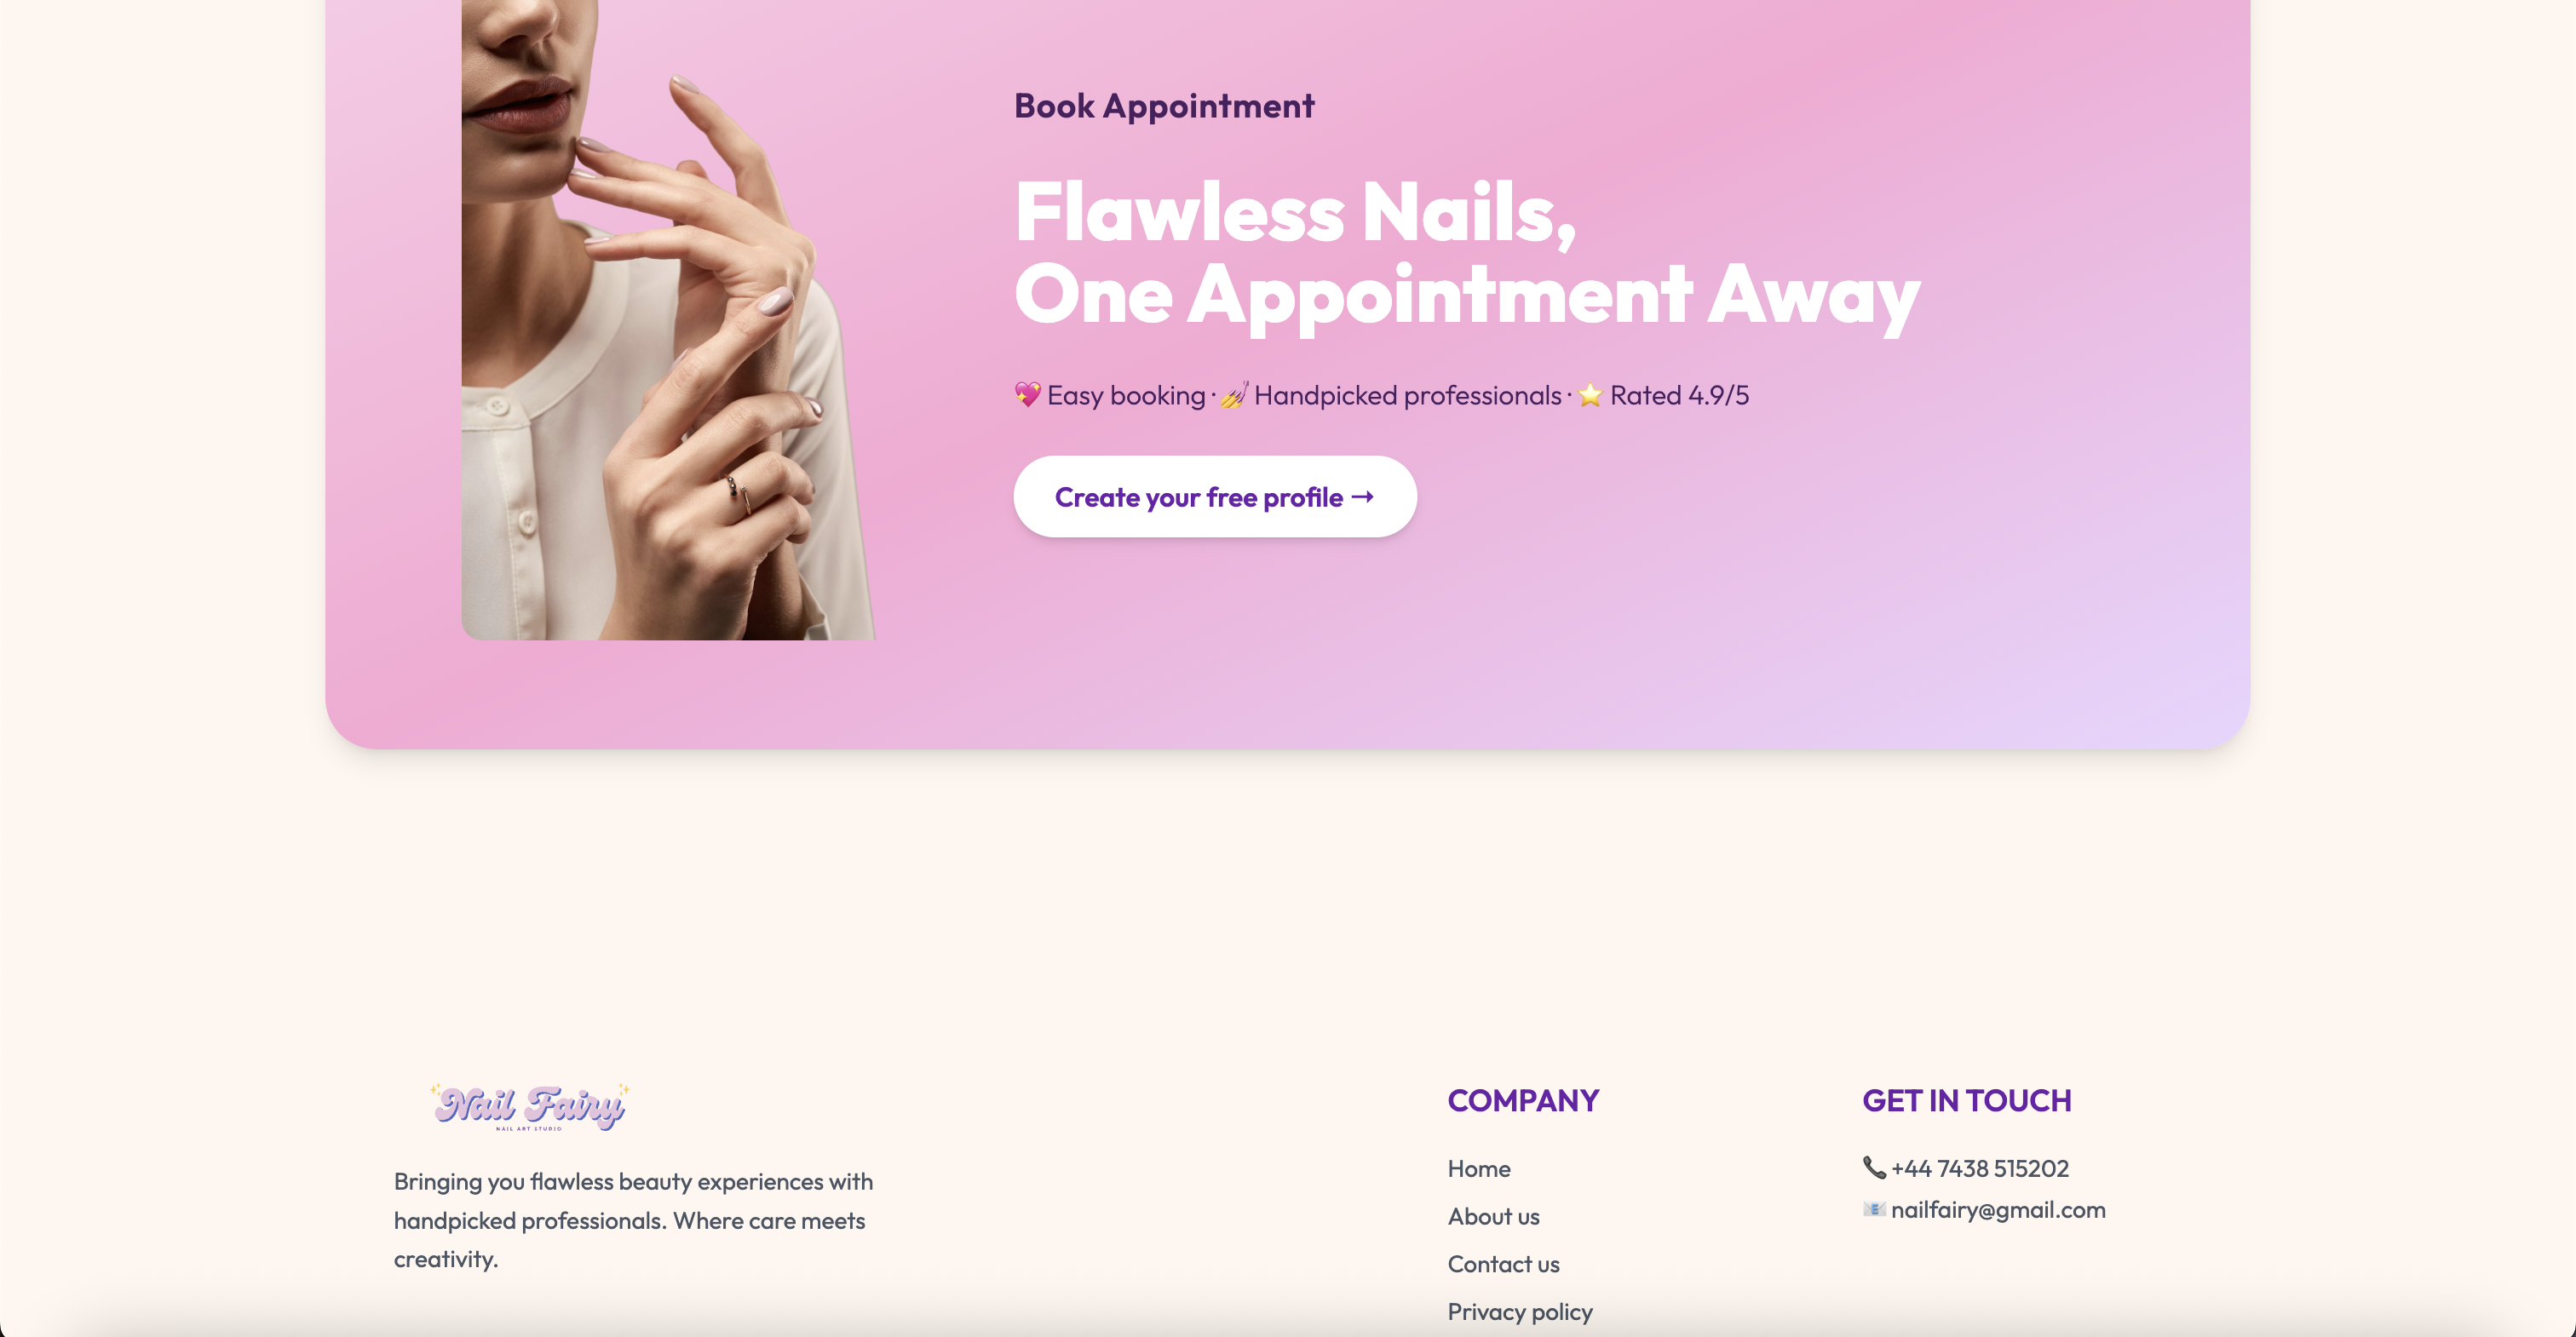 Book Appointment
Flawless Nails,
One Appointment Away
💖 Easy booking · 💅 Handpicked professionals · ⭐ Rated 4.9/5
Create your free profile →
Nail Fairy
NAIL ART STUDIO
Bringing you flawless beauty experiences with
handpicked professionals. Where care meets
creativity.
COMPANY
Home
About us
Contact us
Privacy policy
GET IN TOUCH
📞 +44 7438 515202
📧 nailfairy@gmail.com